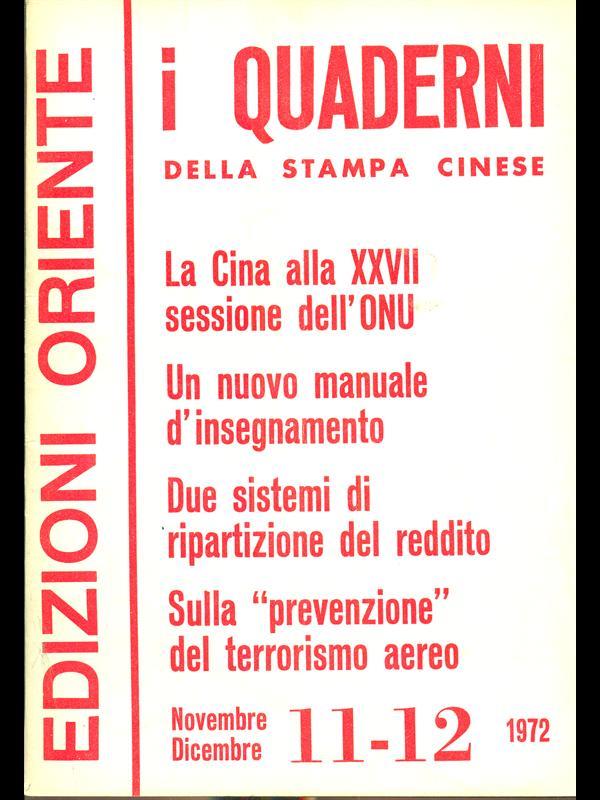 EDIZIONI ORIENTE
i QUADERNI
DELLA STAMPA CINESE
La Cina alla XXVII
sessione dell'ONU
Un nuovo manuale
d'insegnamento
Due sistemi di
ripartizione del reddito
Sulla "prevenzione"
del terrorismo aereo
Novembre
Dicembre
11-12
1972